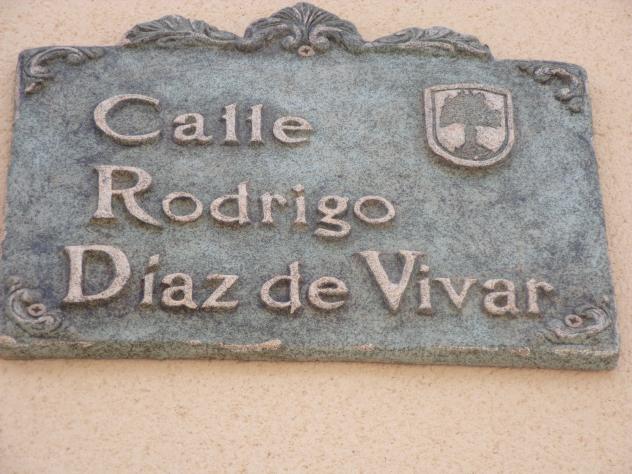 Calle
Rodrigo
Díaz de Vivar